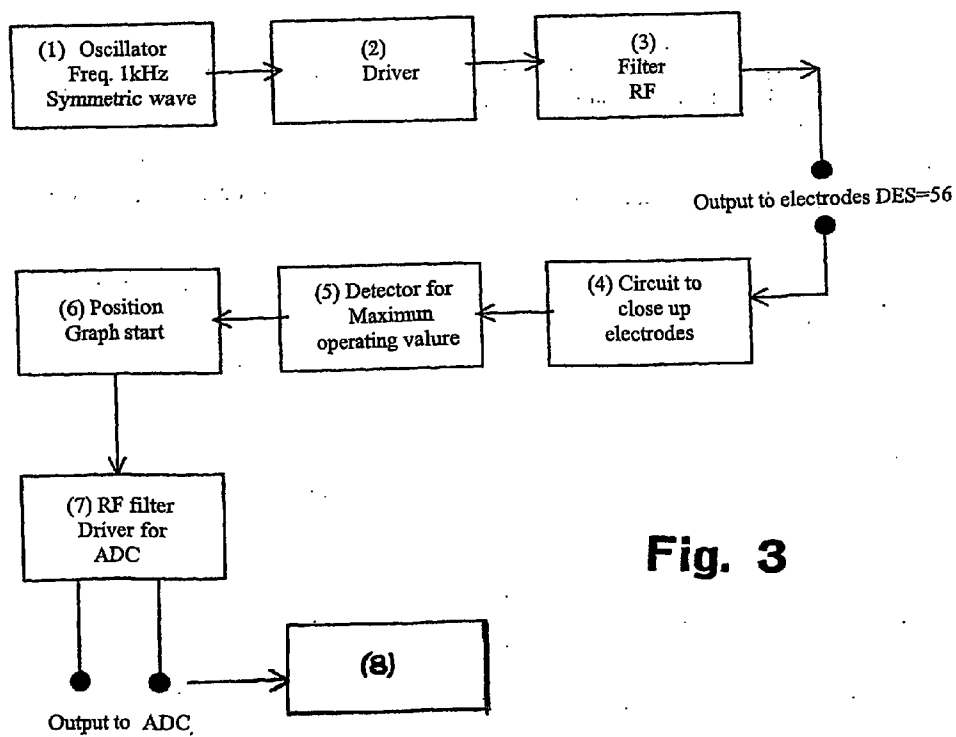 (1) Oscillator
Freq. 1kHz
Symmetric wave
(2)
Driver
(3)
Filter
RF
Output to electrodes DES=56
(4) Circuit to
close up
electrodes
(5) Detector for
Maximun
operating valure
(6) Position
Graph start
(7) RF filter
Driver for
ADC
Fig. 3
(8)
Output to ADC.